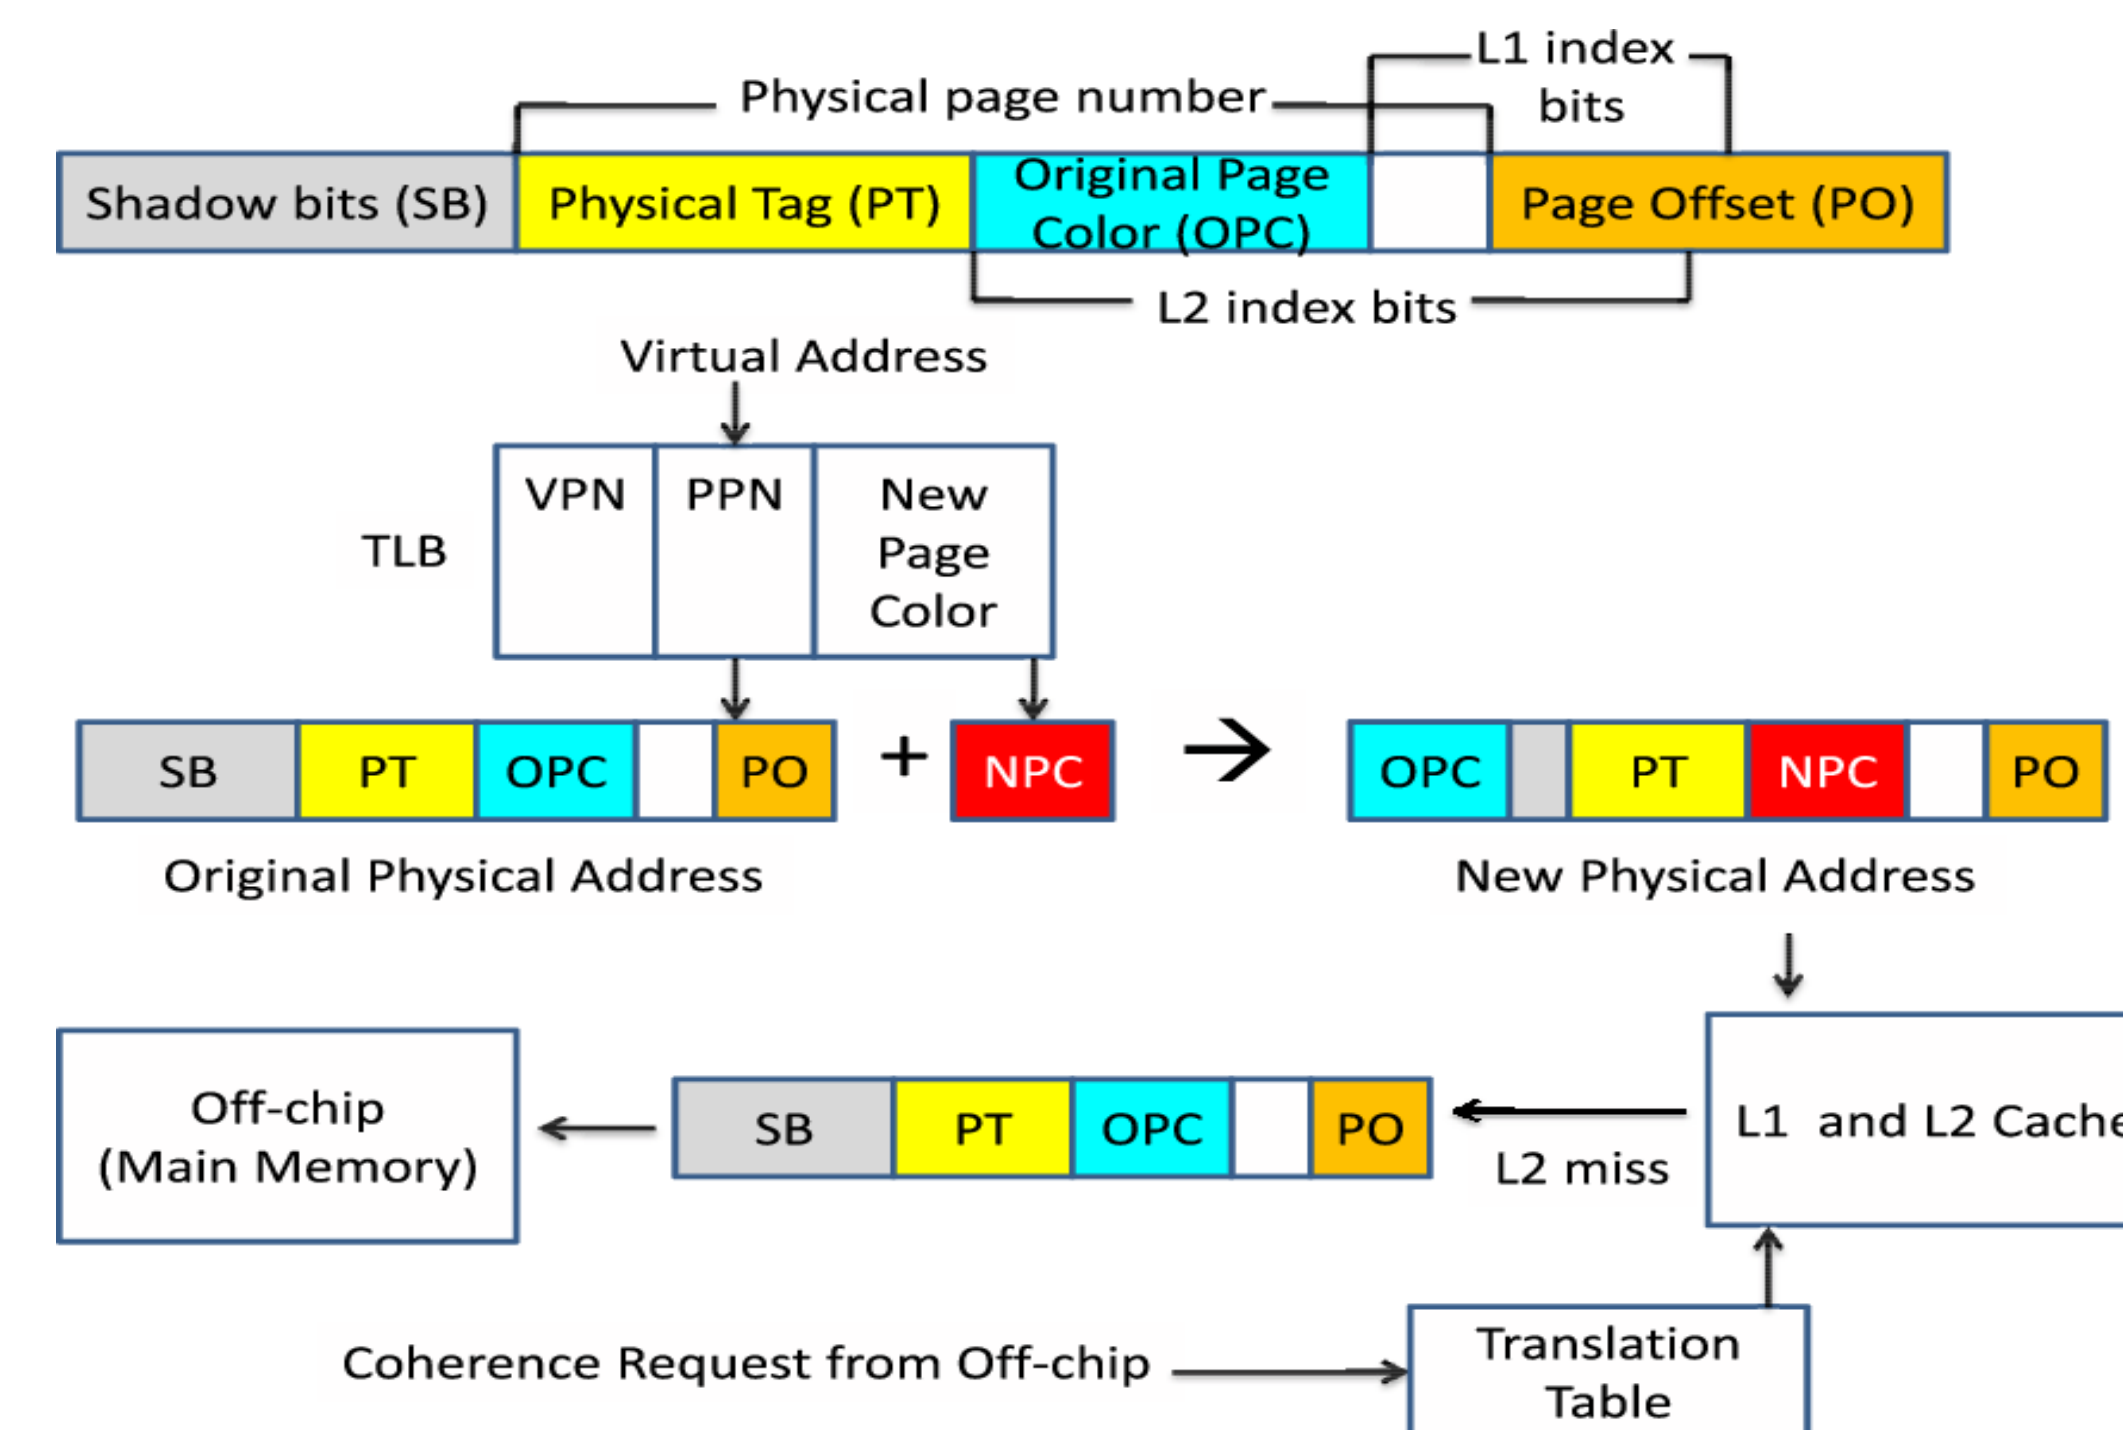 L1 index
bits
Physical page number
Shadow bits (SB)
Physical Tag (PT)
Original Page
Color (OPC)
Page Offset (PO)
L2 index bits
Virtual Address
TLB
VPN
PPN
New
Page
Color
SB
PT
OPC
PO
+
NPC
OPC
PT
NPC
PO
Original Physical Address
New Physical Address
Off-chip
(Main Memory)
SB
PT
OPC
PO
L2 miss
L1 and L2 Cache
Coherence Request from Off-chip
Translation
Table